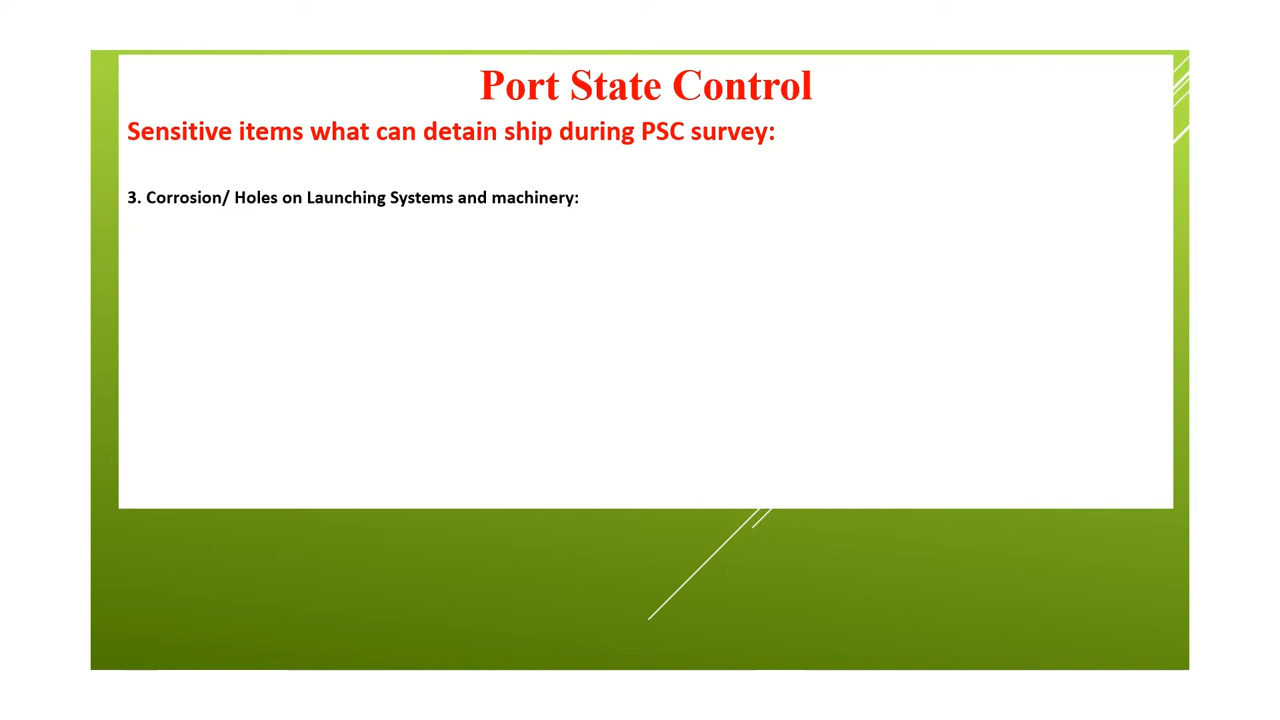 Port State Control
Sensitive items what can detain ship during PSC survey:
3. Corrosion/ Holes on Launching Systems and machinery: